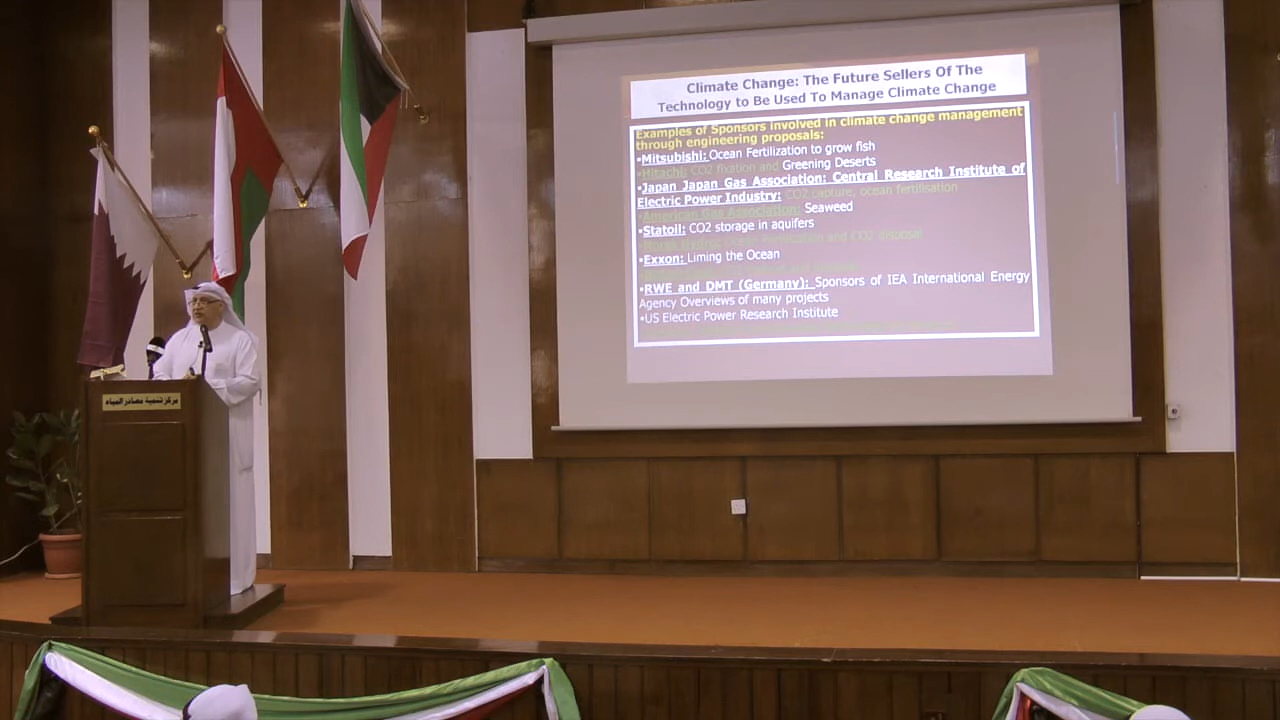 Climate Change: The Future Sellers Of The
Technology to Be Used To Manage Climate Change
Examples of Sponsors involved in climate change management
through engineering proposals:
•Mitsubishi: Ocean Fertilization to grow fish
•Hitachi: CO2 fixation and Greening Deserts
•Japan Japan Gas Association: Central Research Institute of
Electric Power Industry: CO2 capture, ocean fertilisation
•American Gas Association: Seaweed
•Statoil: CO2 storage in aquifers
and CO2 disposal
•Exxon: Liming the Ocean
•RWE and DMT (Germany): Sponsors of IEA International Energy
Agency Overviews of many projects
•US Electric Power Research Institute
مركز تنمية مصادر المياه